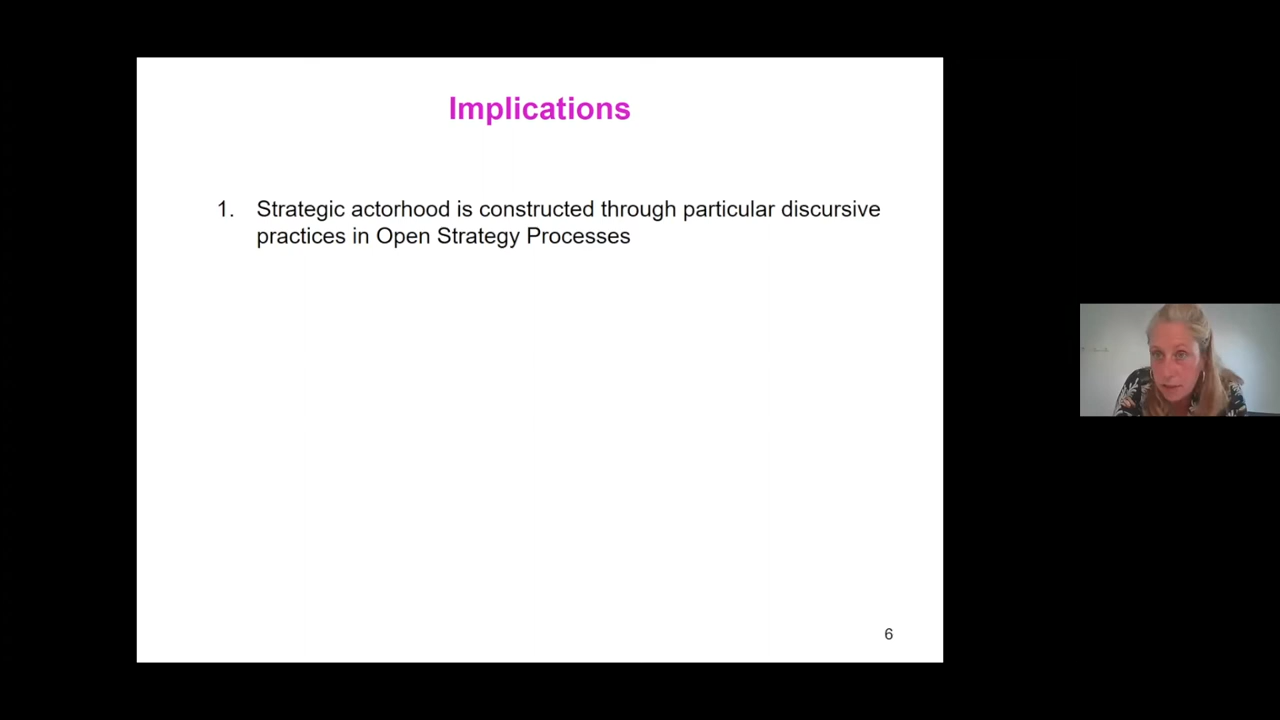 Implications
1. Strategic actorhood is constructed through particular discursive
practices in Open Strategy Processes
6